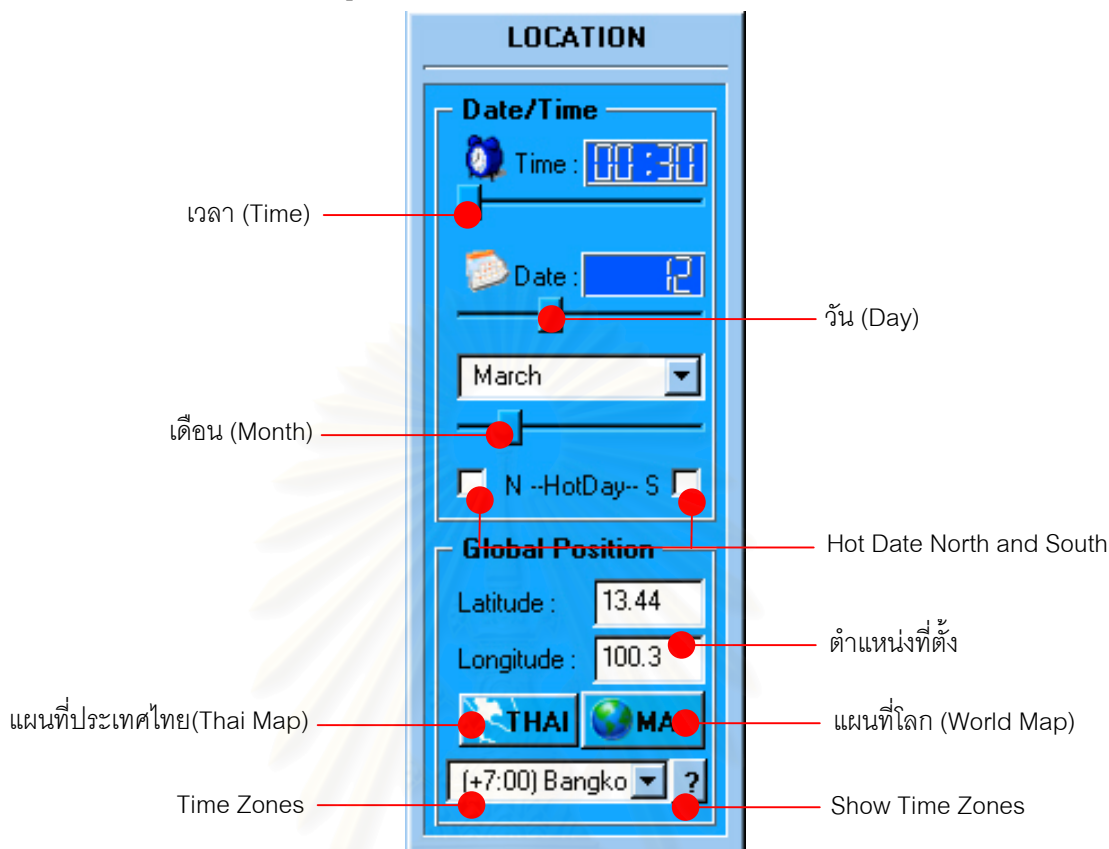 LOCATION
Date/Time
Time : 00:30
เวลา (Time)
Date : 12
วัน (Day)
March
เดือน (Month)
N --HotDay-- S
Hot Date North and South
Global Position
Latitude : 13.44
ตำแหน่งที่ตั้ง
Longitude : 100.3
แผนที่ประเทศไทย(Thai Map)
THAI MA
แผนที่โลก (World Map)
(+7:00) Bangko ?
Time Zones
Show Time Zones